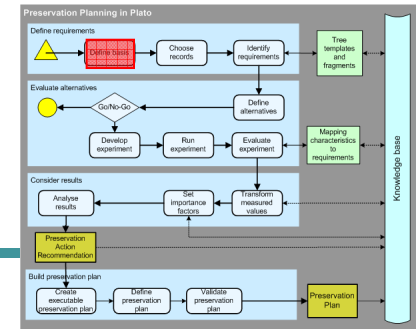 Preservation Planning in Plato
Define requirements
Define basis
Choose
records
Identify
requirements
Tree
templates
and
fragments
Evaluate alternatives
Go/No-Go
Define
alternatives
Develop
experiment
Run
experiment
Evaluate
experiment
Mapping
characteristics
to
requirements
Knowledge base
Consider results
Analyse
results
Set
importance
factors
Transform
measured
values
Preservation
Action
Recommendation
Build preservation plan
Create
executable
preservation plan
Define
preservation
plan
Validate
preservation
plan
Preservation
Plan